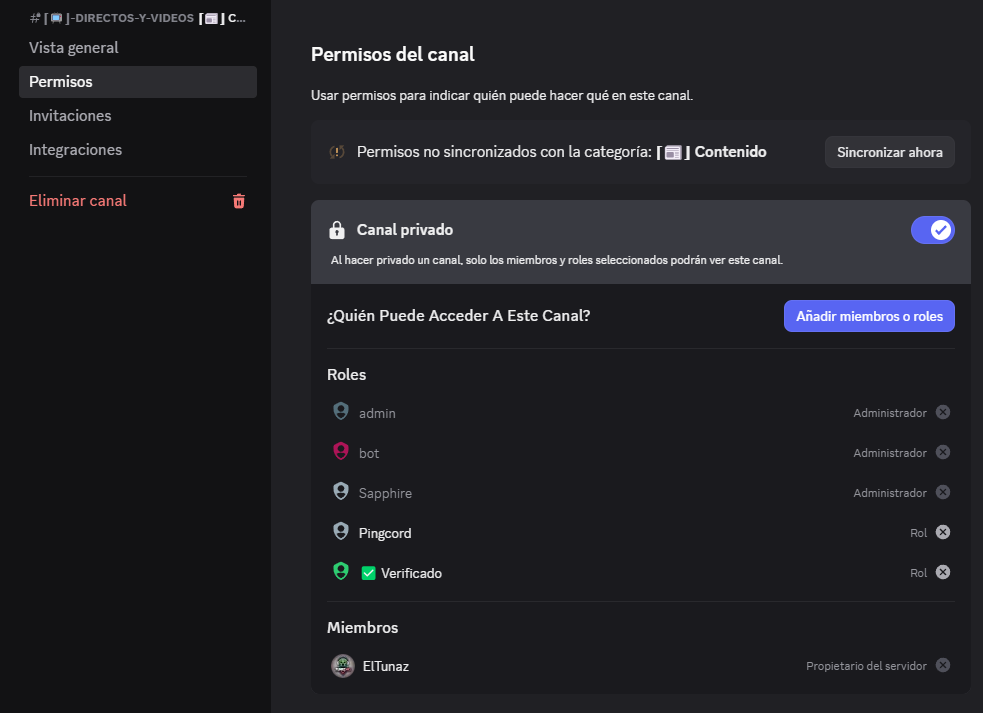 #[🖥️]-DIRECTOS-Y-VIDEOS [📰] C...
Vista general
Permisos
Invitaciones
Integraciones
Eliminar canal
Permisos del canal
Usar permisos para indicar quién puede hacer qué en este canal.
Permisos no sincronizados con la categoría: [📰] Contenido
Sincronizar ahora
Canal privado
Al hacer privado un canal, solo los miembros y roles seleccionados podrán ver este canal.
¿Quién Puede Acceder A Este Canal?
Añadir miembros o roles
Roles
admin Administrador
bot Administrador
Sapphire Administrador
Pingcord Rol
✅ Verificado Rol
Miembros
ElTunaz Propietario del servidor